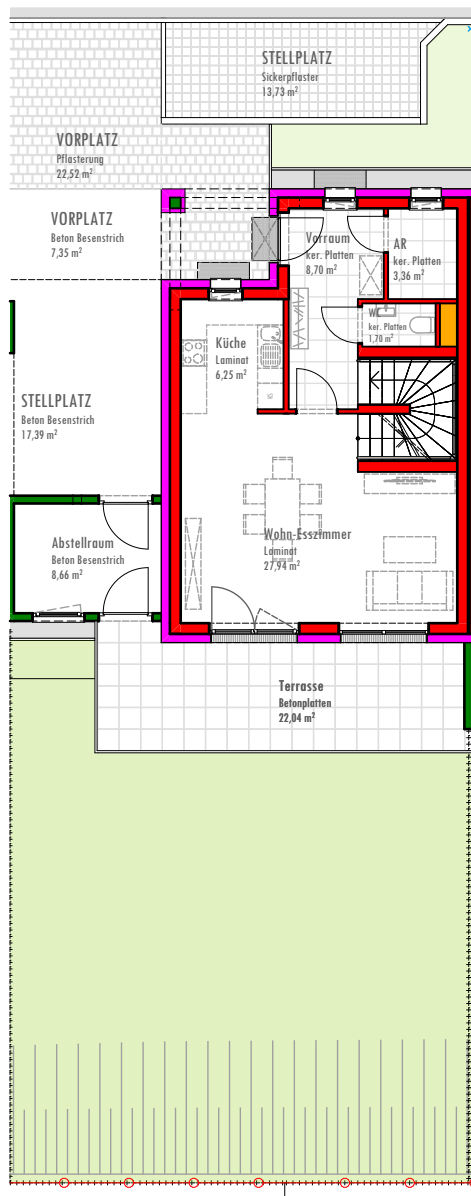 STELLPLATZ
Sickerpflaster
13,73 m²
VORPLATZ
Pflasterung
22,52 m²
VORPLATZ
Beton Besenstrich
7,35 m²
Vorraum
ker. Platten
8,70 m²
AR
ker. Platten
3,36 m²
WC
ker. Platten
1,70 m²
Küche
Laminat
6,25 m²
STELLPLATZ
Beton Besenstrich
17,39 m²
Abstellraum
Beton Besenstrich
8,66 m²
Wohn-Esszimmer
Laminat
27,94 m²
Terrasse
Betonplatten
22,04 m²